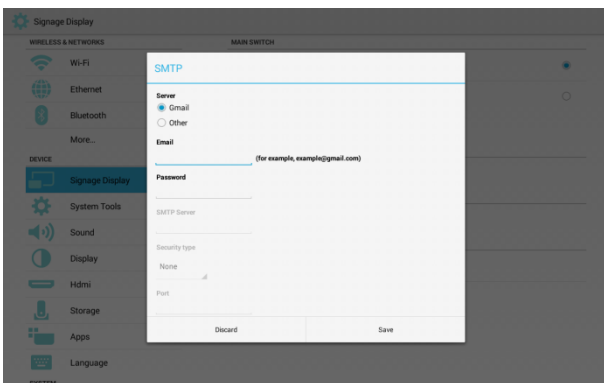 Signage Display
WIRELESS & NETWORKS
MAIN SWITCH
Wi-Fi
Ethernet
Bluetooth
More...
DEVICE
Signage Display
System Tools
Sound
Display
Hdmi
Storage
Apps
Language
SYSTEM
SMTP
Server
Gmail
Other
Email
(for example, example@gmail.com)
Password
SMTP Server
Security type
None
Port
Discard Save